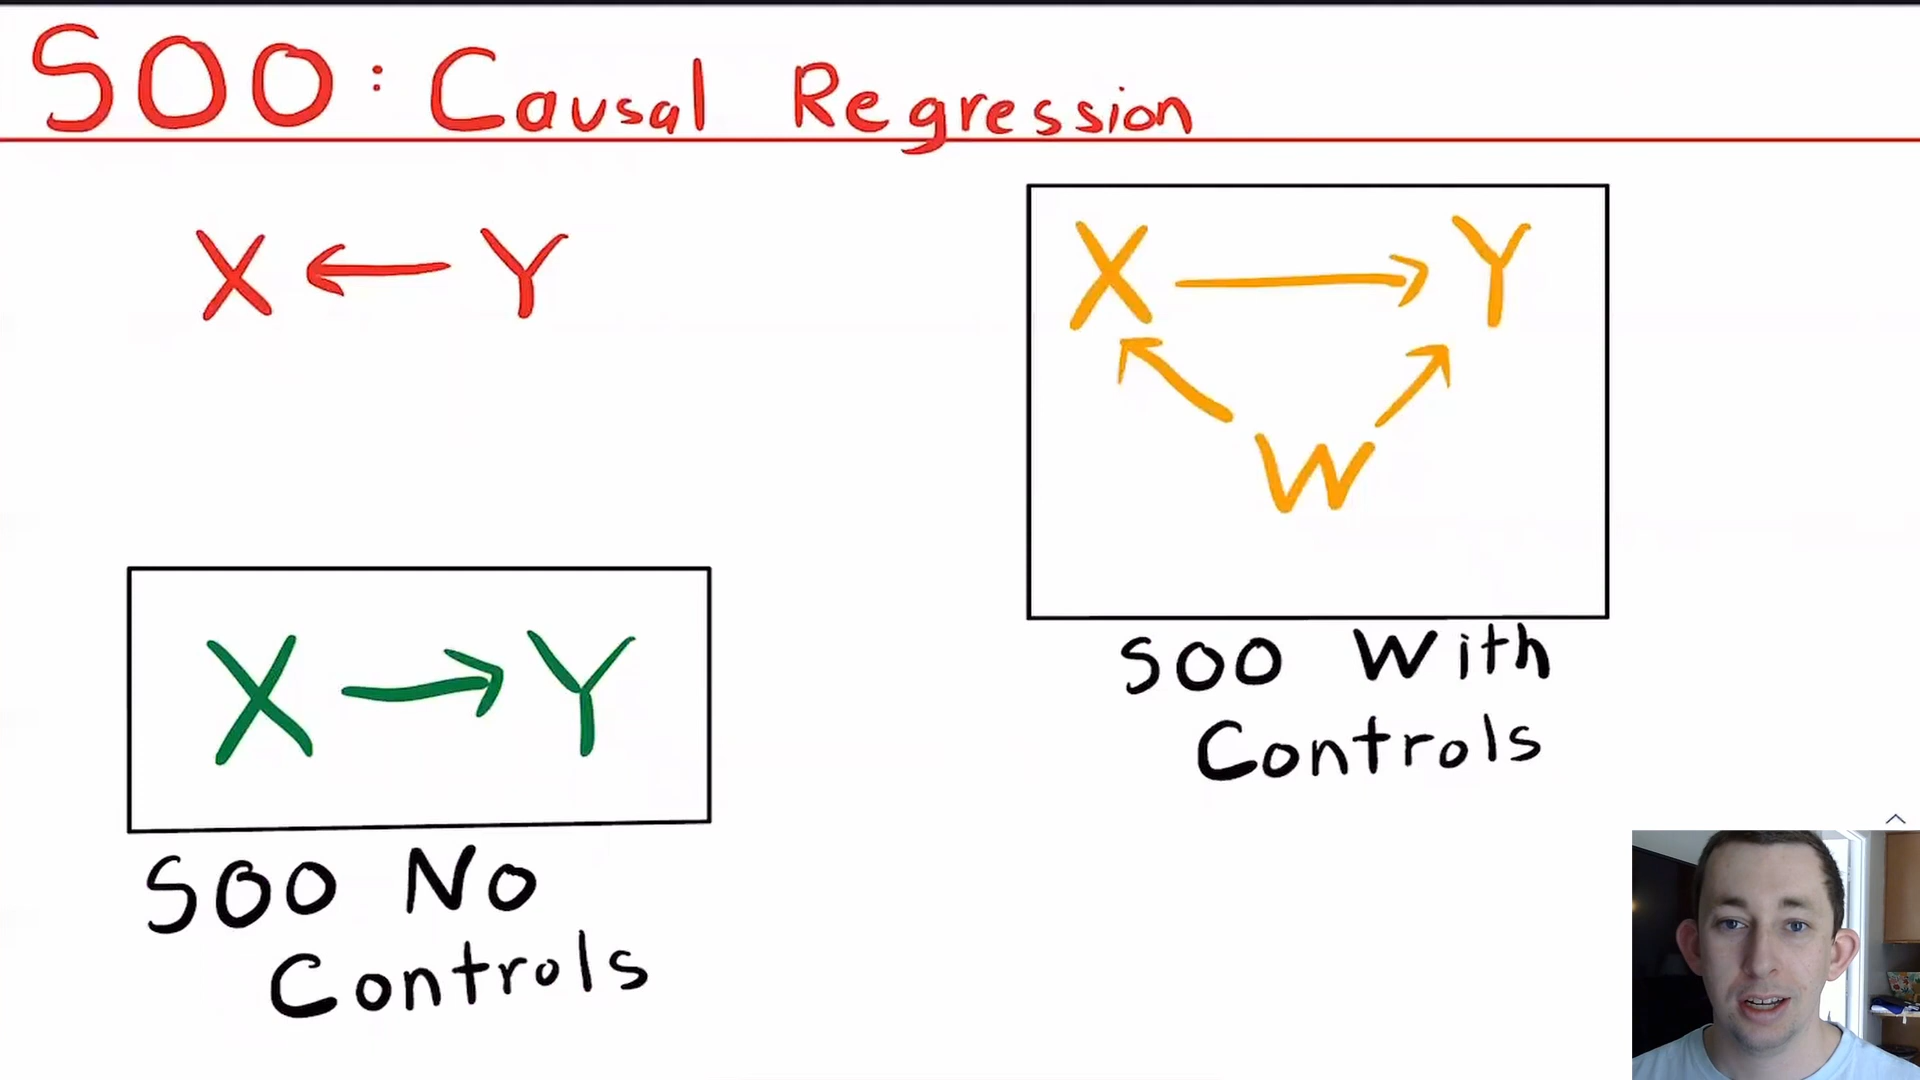 SOO: Causal Regression
X ← Y
X → Y
W
X → Y
SOO With
Controls
SOO No
Controls